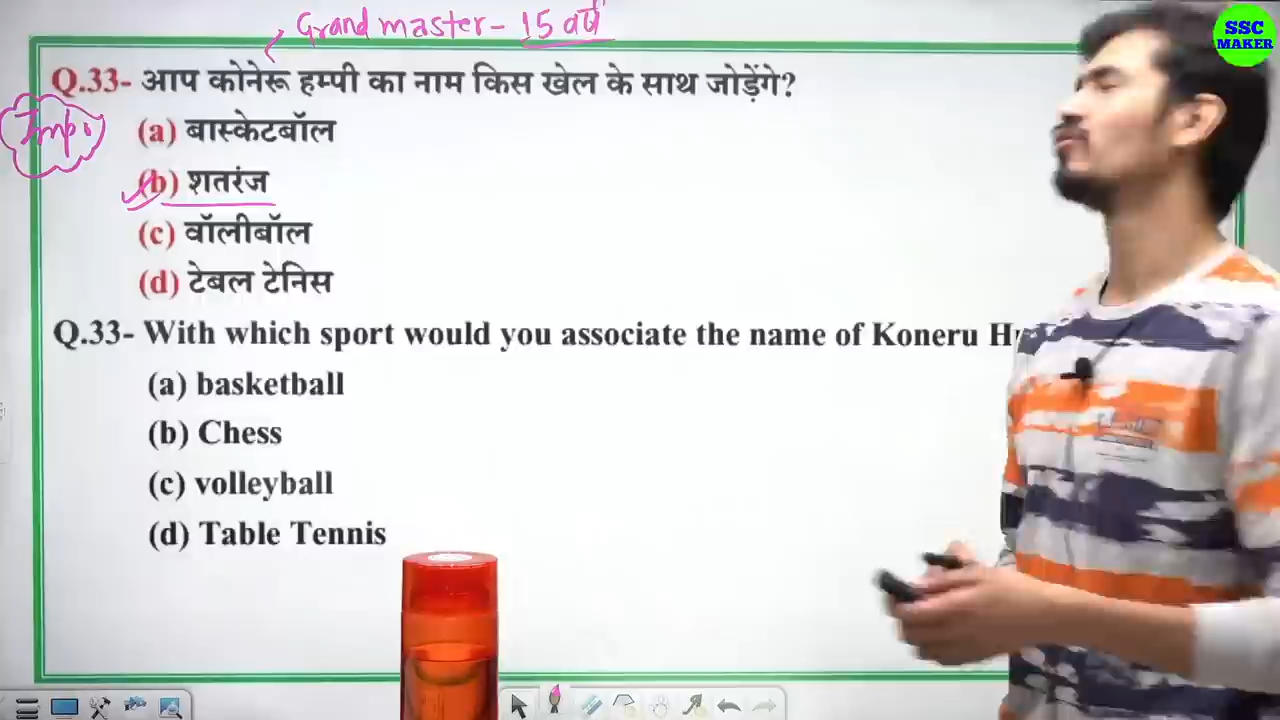 Grand master - 15 वर्ष
SSC
MAKER
Q.33- आप कोनेरू हम्पी का नाम किस खेल के साथ जोड़ेंगे?
Imp.
(a) बास्केटबॉल
(b) शतरंज
(c) वॉलीबॉल
(d) टेबल टेनिस
Q.33- With which sport would you associate the name of Koneru
(a) basketball
(b) Chess
(c) volleyball
(d) Table Tennis